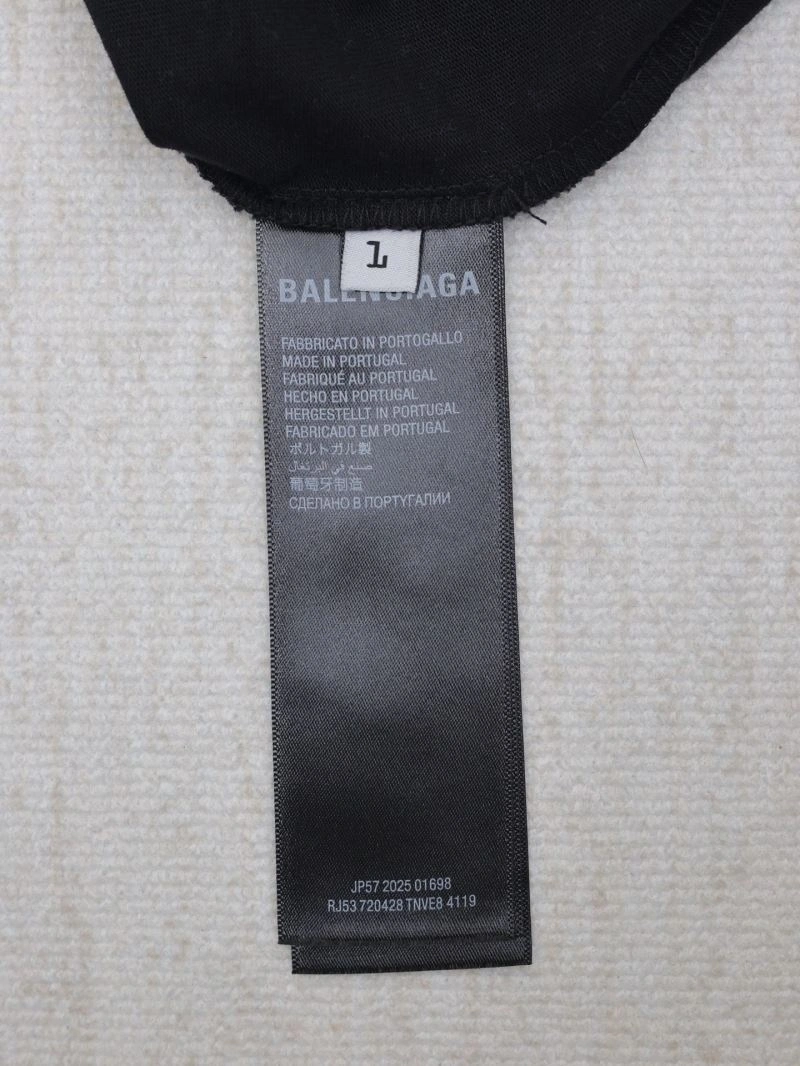 1
BALENCIAGA
FABBRICATO IN PORTOGALLO
MADE IN PORTUGAL
FABRIQUÉ AU PORTUGAL
HECHO EN PORTUGAL
HERGESTELLT IN PORTUGAL
FABRICADO EM PORTUGAL
ポルトガル製
صنع في البرتغال
葡萄牙制造
СДЕЛАНО В ПОРТУГАЛИИ
JP57 2025 01698
RJ53 720428 TNVE8 4119